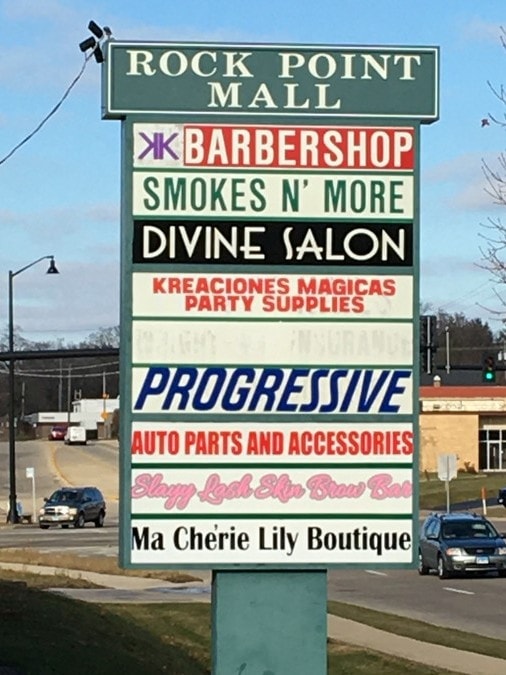 ROCK POINT
MALL
KK BARBERSHOP
SMOKES N' MORE
DIVINE SALON
KREACIONES MAGICAS
PARTY SUPPLIES
INSURANCE
PROGRESSIVE
AUTO PARTS AND ACCESSORIES
Slayy Lash Skin Brow Bar
Ma Cherie Lily Boutique